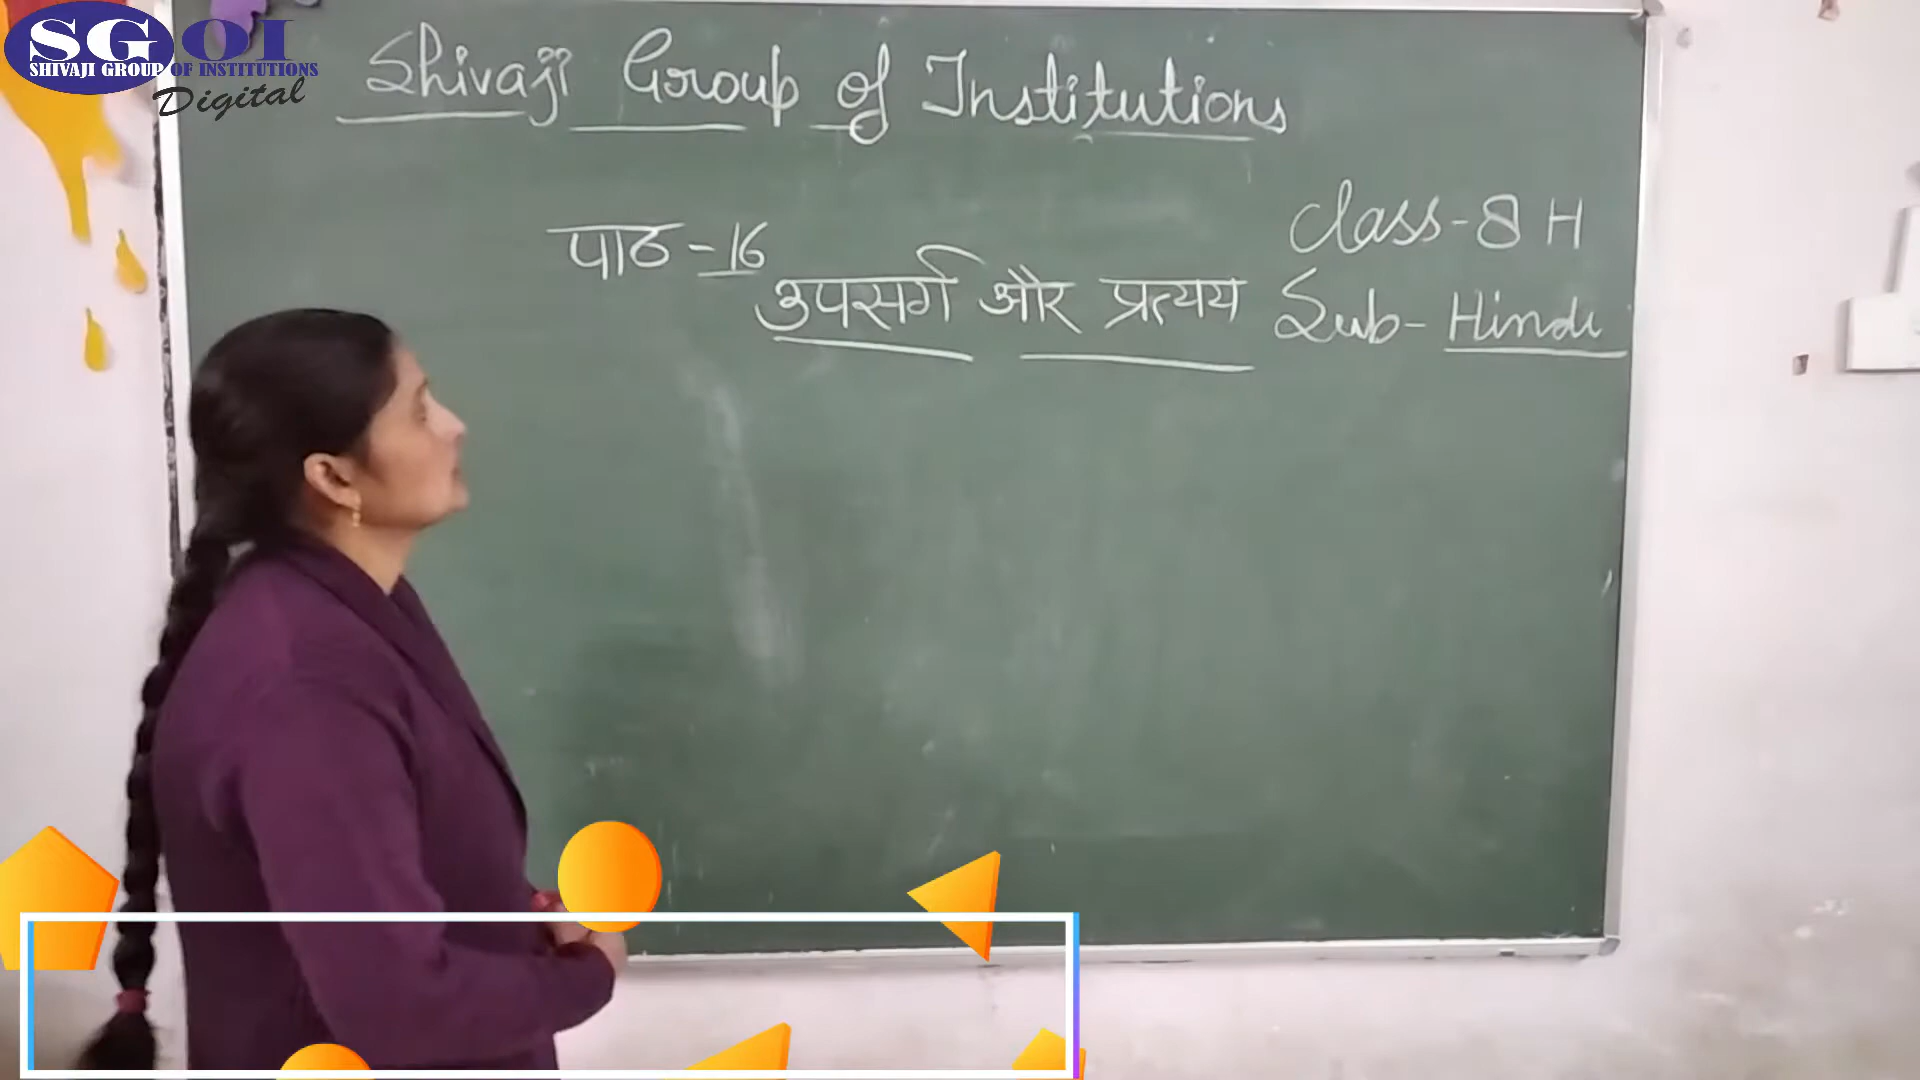 SGOI
SHIVAJI GROUP OF INSTITUTIONS
Digital
Shivaji Group of Institutions
पाठ-16
उपसर्ग और प्रत्यय
Class-8 H
Sub-Hindi